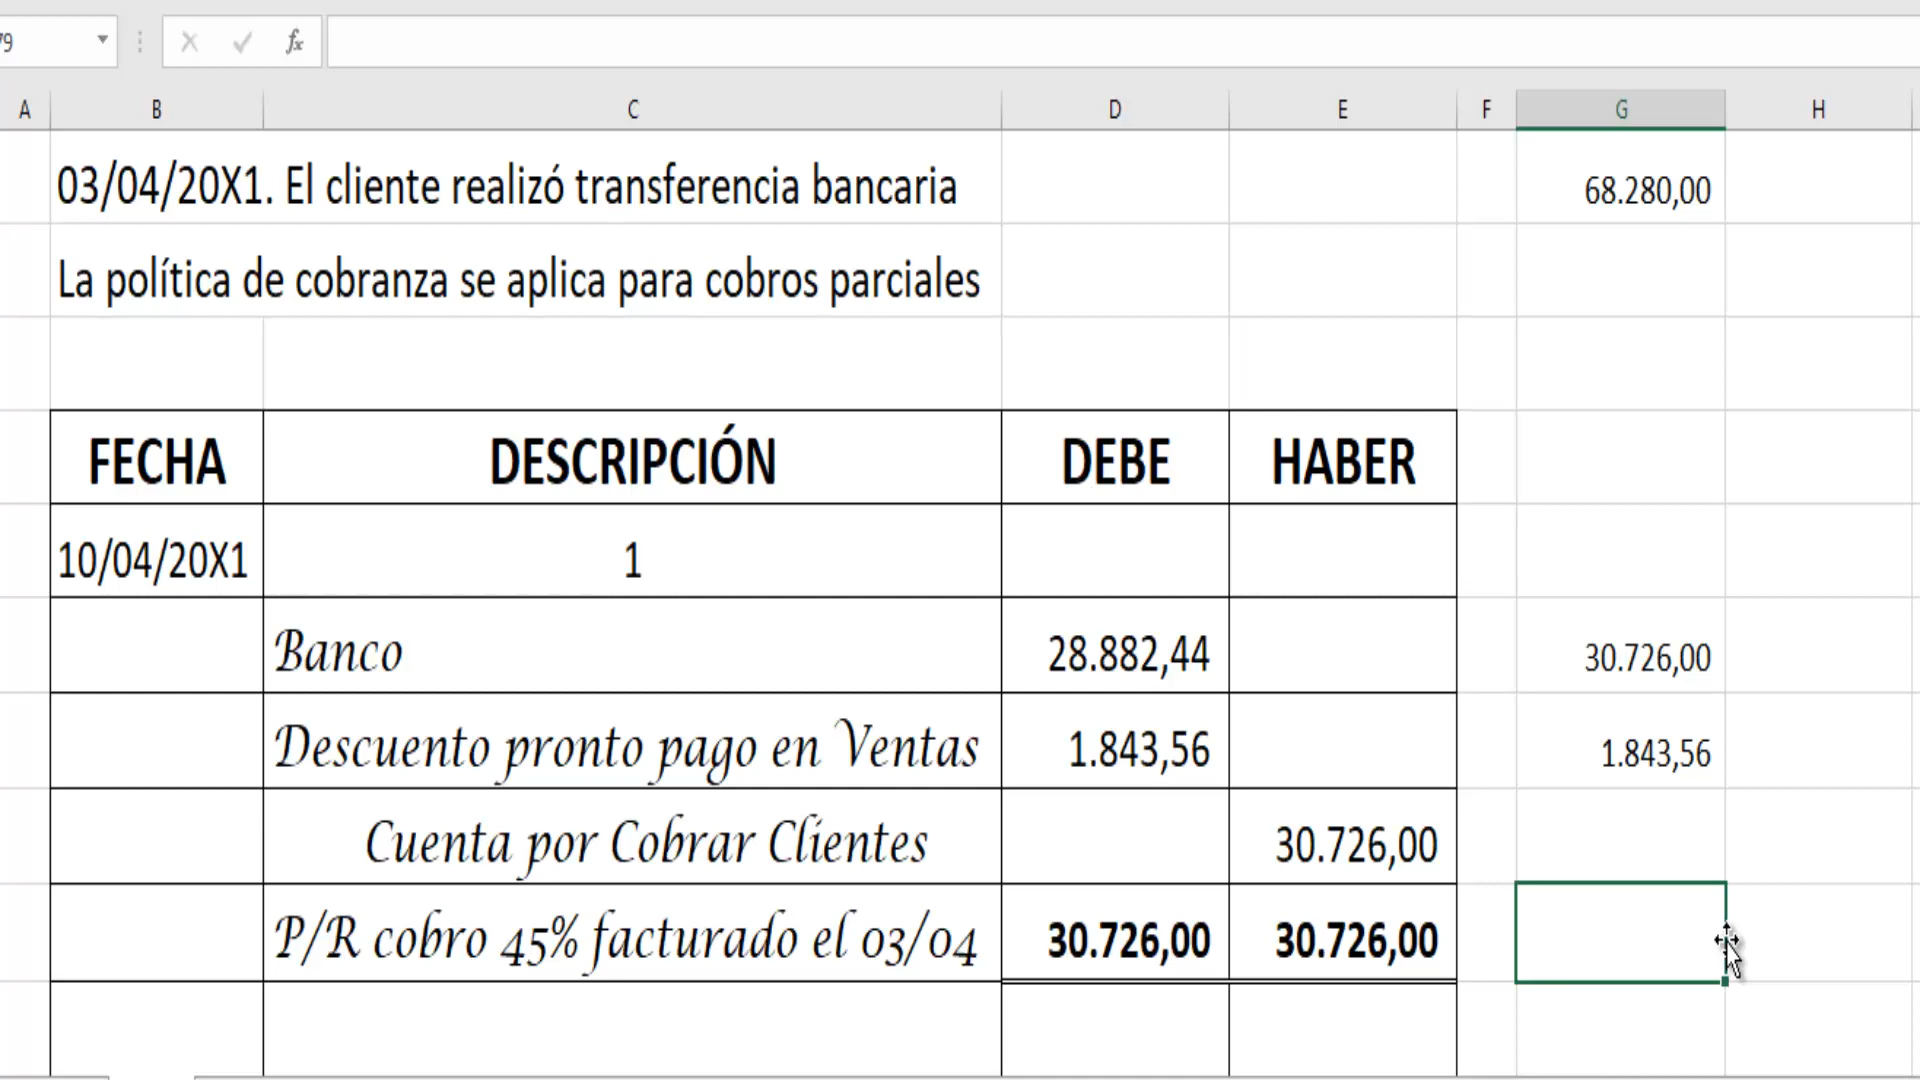 79 fx
A B C D E F G H
03/04/20X1. El cliente realizó transferencia bancaria 68.280,00
La política de cobranza se aplica para cobros parciales
FECHA DESCRIPCIÓN DEBE HABER
10/04/20X1 1
Banco 28.882,44 30.726,00
Descuento pronto pago en Ventas 1.843,56 1.843,56
Cuenta por Cobrar Clientes 30.726,00
P/R cobro 45% facturado el 03/04 30.726,00 30.726,00